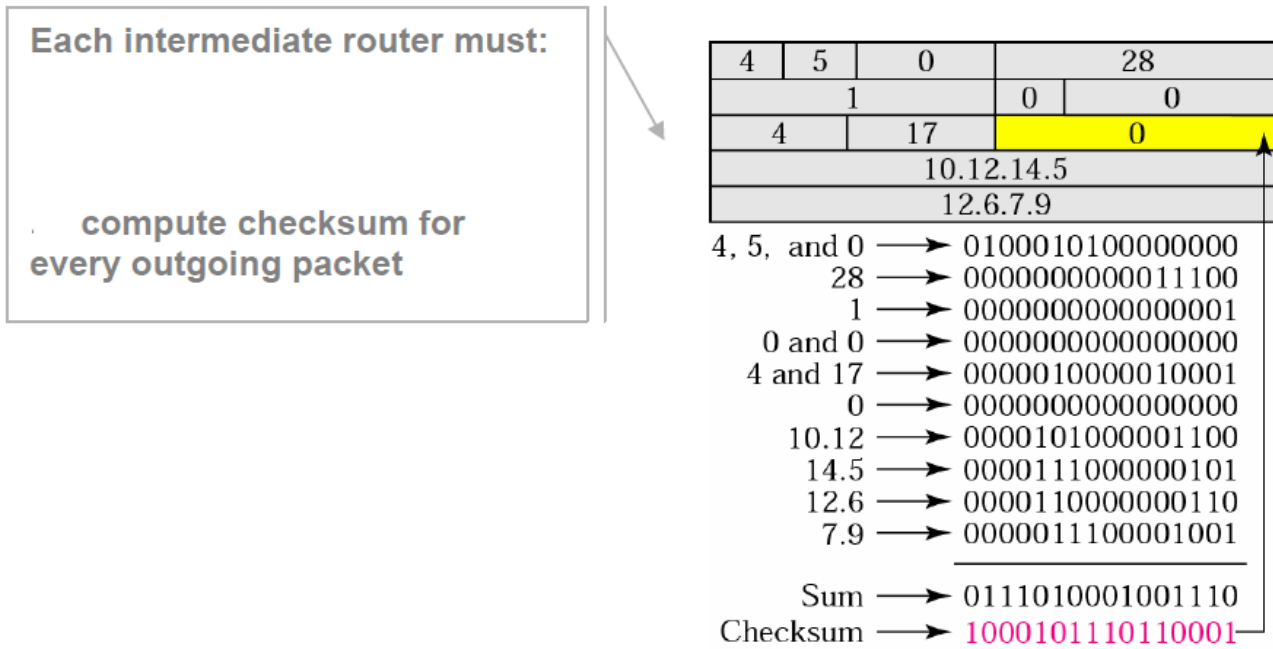 Each intermediate router must:
. compute checksum for
every outgoing packet
4 5 0 28
1 0 0
4 17 0
10.12.14.5
12.6.7.9
4, 5, and 0 0100010100000000
28 0000000000011100
1 0000000000000001
0 and 0 0000000000000000
4 and 17 0000010000010001
0 0000000000000000
10.12 0000101000001100
14.5 0000111000000101
12.6 0000110000000110
7.9 0000011100001001
Sum 0111010001001110
Checksum 1000101110110001